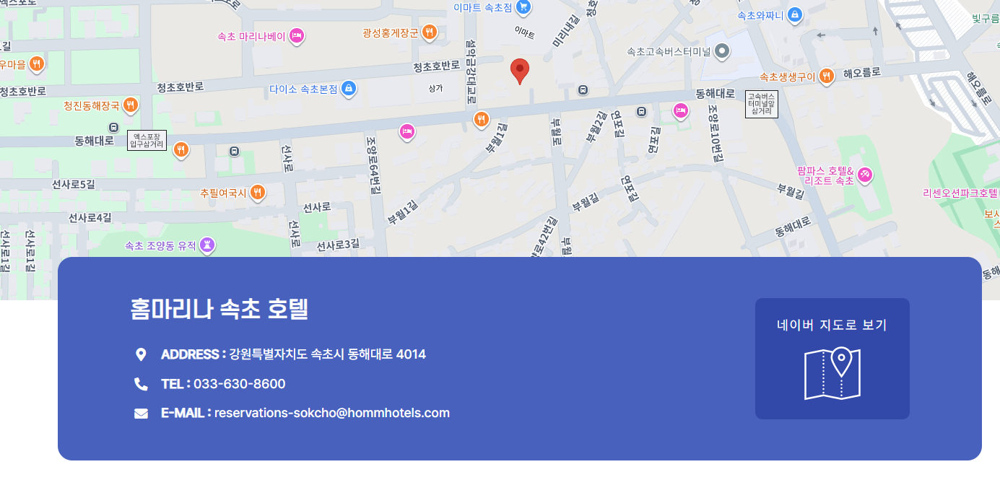 엑스포로
이마트 속초점
청호
속초와찌니
빛구름
속초 마리나베이
광성홍게장군
이마트
미리내길
길
우마을
설악금강대교로
속초고속버스터미널
청초호반로
속초생생구이
해오름로
해오름로
청초호반로
청초호반로
다이소 속초본점
상가
동해대로
고속버스
터미널앞
삼거리
청진동해장국
동해대로
엑스포장
입구삼거리
선사로
조양로64번길
부월1길
부월로
부월2길
연포길
연포길
조양로10번길
선사로5길
추필여국시
선사로
부월1길
부월길
연포길
부월길
팜파스 호텔&
리조트 속초
리센오션파크호텔
보사
스
선사로4길
선사로1길
선사로1길
속초 조양동 유적
선사로
선사로3길
양로42번길
부월
동해대로
동해
홈마리나 속초 호텔
ADDRESS : 강원특별자치도 속초시 동해대로 4014
TEL : 033-630-8600
E-MAIL : reservations-sokcho@hommhotels.com
네이버 지도로 보기